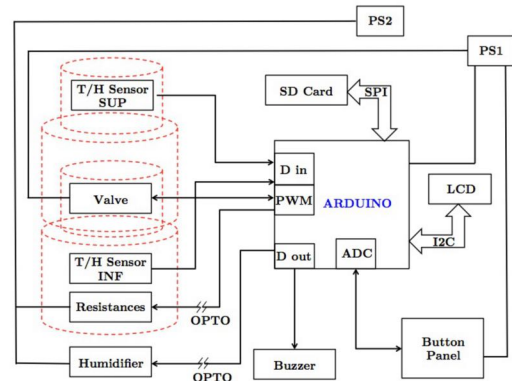 PS2
PS1
T/H Sensor
SUP
SD Card
SPI
D in
Valve
PWM
ARDUINO
LCD
I2C
T/H Sensor
INF
D out
ADC
Resistances
OPTO
Button
Panel
Humidifier
OPTO
Buzzer